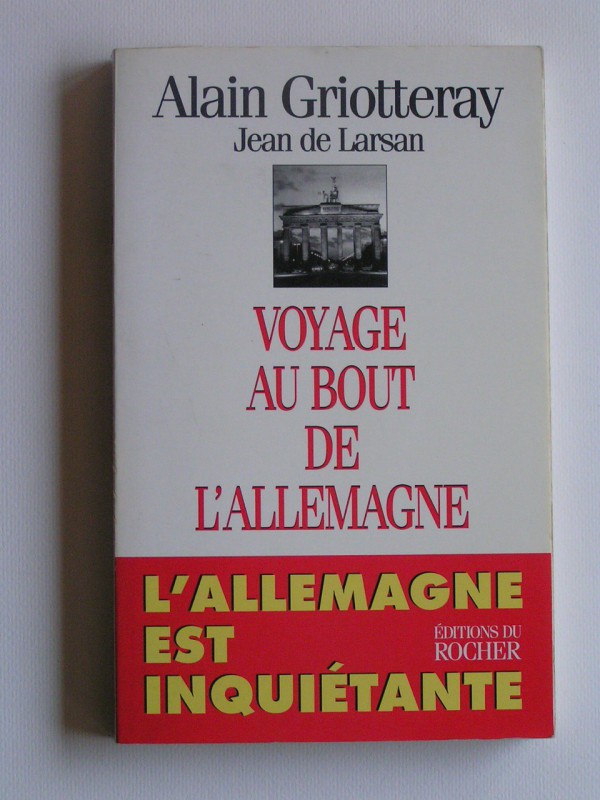 Alain Griotteray
Jean de Larsan
VOYAGE
AU BOUT
DE
L'ALLEMAGNE
L'ALLEMAGNE
EST
INQUIÉTANTE
ÉDITIONS DU
ROCHER